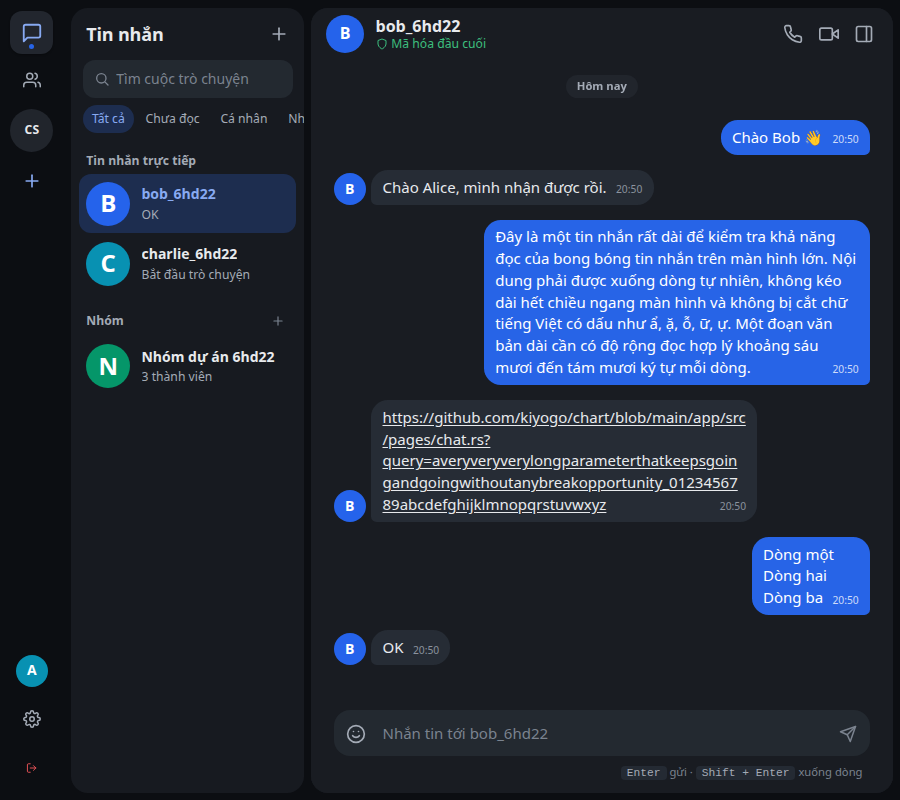 CS
A
Tin nhắn
Tìm cuộc trò chuyện
Tất cả Chưa đọc Cá nhân Nh
Tin nhắn trực tiếp
B
bob_6hd22
OK
C
charlie_6hd22
Bắt đầu trò chuyện
Nhóm
N
Nhóm dự án 6hd22
3 thành viên
B
bob_6hd22
Mã hóa đầu cuối
Hôm nay
Chào Bob 👋 20:50
B
Chào Alice, mình nhận được rồi. 20:50
Đây là một tin nhắn rất dài để kiểm tra khả năng
đọc của bong bóng tin nhắn trên màn hình lớn. Nội
dung phải được xuống dòng tự nhiên, không kéo
dài hết chiều ngang màn hình và không bị cắt chữ
tiếng Việt có dấu như ẩ, ặ, ỗ, ữ, ự. Một đoạn văn
bản dài cần có độ rộng đọc hợp lý khoảng sáu
mươi đến tám mươi ký tự mỗi dòng. 20:50
https://github.com/kiyogo/chart/blob/main/app/src
/pages/chat.rs?
query=averyveryverylongparameterthatkeepsgoin
gandgoingwithoutanybreakopportunity_01234567
B
89abcdefghijklmnopqrstuvwxyz 20:50
Dòng một
Dòng hai
Dòng ba 20:50
B
OK 20:50
Nhắn tin tới bob_6hd22
Enter gửi · Shift + Enter xuống dòng